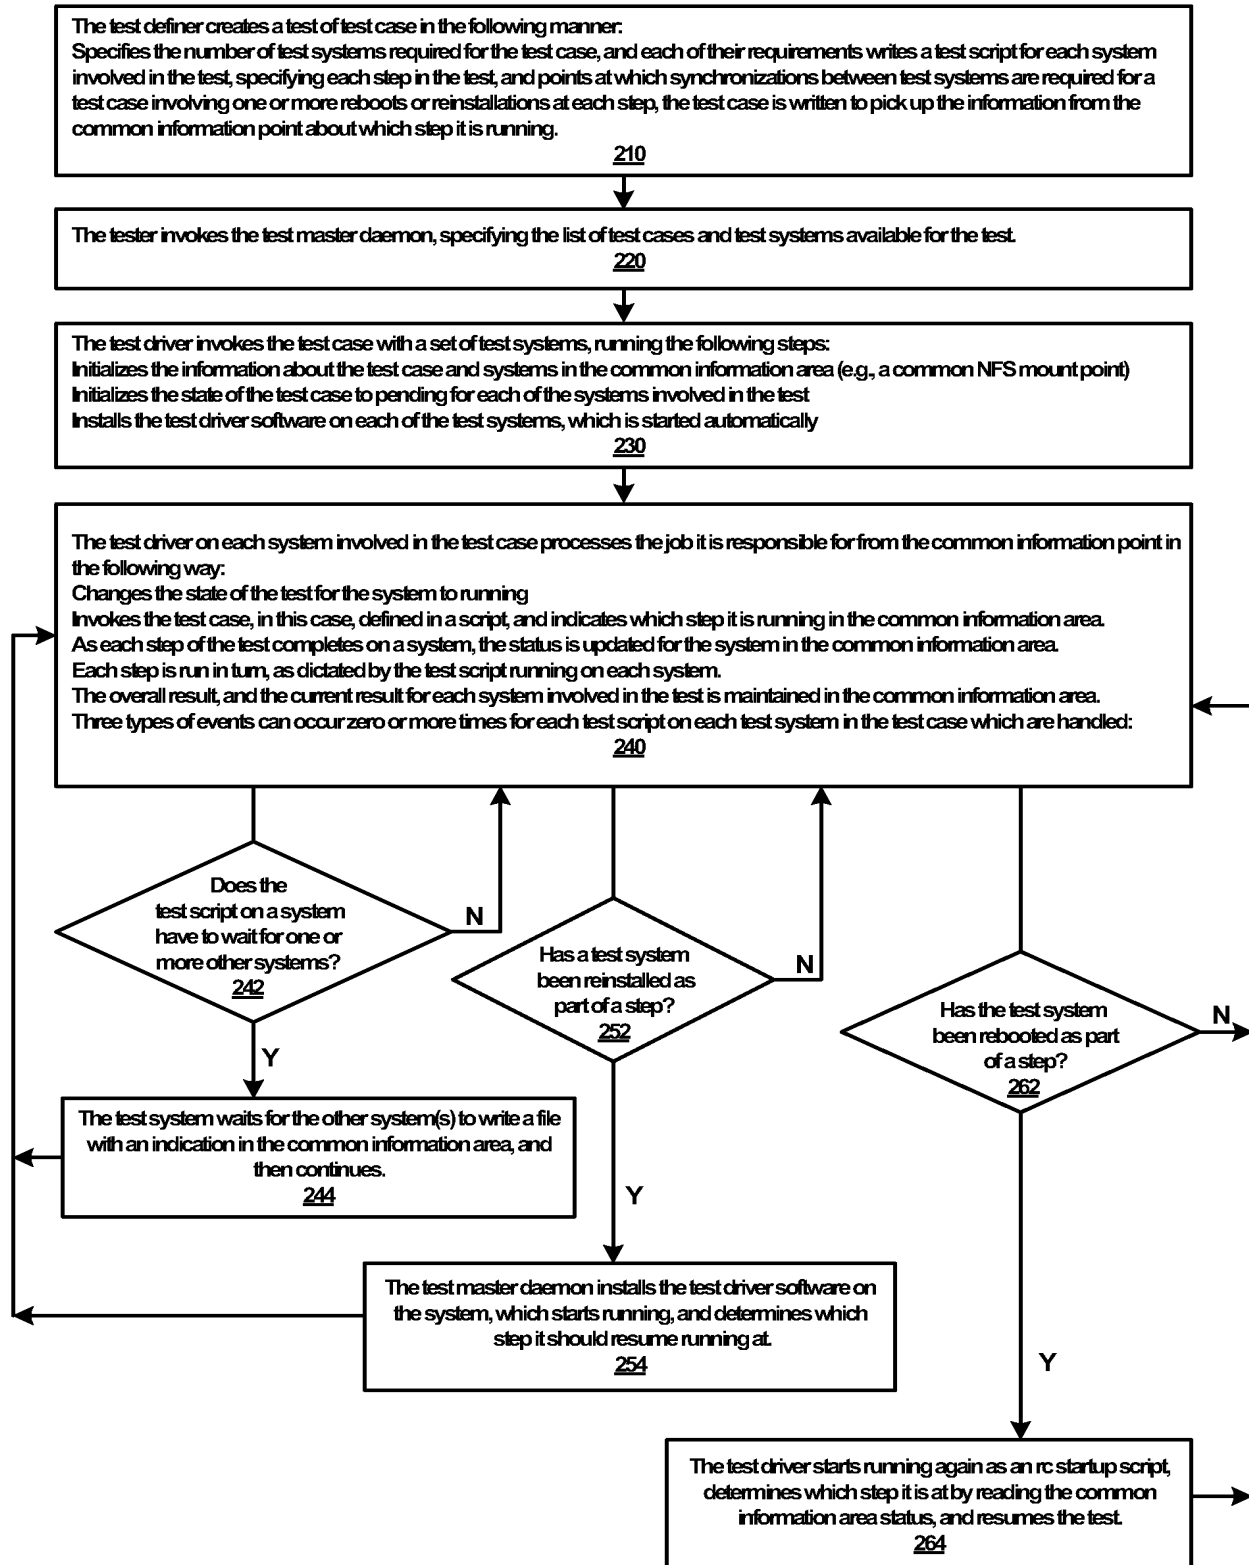 The test definer creates a test of test case in the following manner:
Specifies the number of test systems required for the test case, and each of their requirements writes a test script for each system
involved in the test, specifying each step in the test, and points at which synchronizations between test systems are required for a
test case involving one or more reboots or reinstallations at each step, the test case is written to pick up the information from the
common information point about which step it is running.
210
The tester invokes the test master daemon, specifying the list of test cases and test systems available for the test.
220
The test driver invokes the test case with a set of test systems, running the following steps:
Initializes the information about the test case and systems in the common information area (e.g., a common NFS mount point)
Initializes the state of the test case to pending for each of the systems involved in the test
Installs the test driver software on each of the test systems, which is started automatically
230
The test driver on each system involved in the test case processes the job it is responsible for from the common information point in
the following way:
Changes the state of the test for the system to running
Invokes the test case, in this case, defined in a script, and indicates which step it is running in the common information area.
As each step of the test completes on a system, the status is updated for the system in the common information area.
Each step is run in turn, as dictated by the test script running on each system.
The overall result, and the current result for each system involved in the test is maintained in the common information area.
Three types of events can occur zero or more times for each test script on each test system in the test case which are handled:
240
Does the
test script on a system
have to wait for one or
more other systems?
242
N
Y
Has a test system
been reinstalled as
part of a step?
252
N
Has the test system
been rebooted as part
of a step?
262
N
The test system waits for the other system(s) to write a file
with an indication in the common information area, and
then continues.
244
Y
The test master daemon installs the test driver software on
the system, which starts running, and determines which
step it should resume running at.
254
Y
The test driver starts running again as an rc startup script,
determines which step it is at by reading the common
information area status, and resumes the test.
264